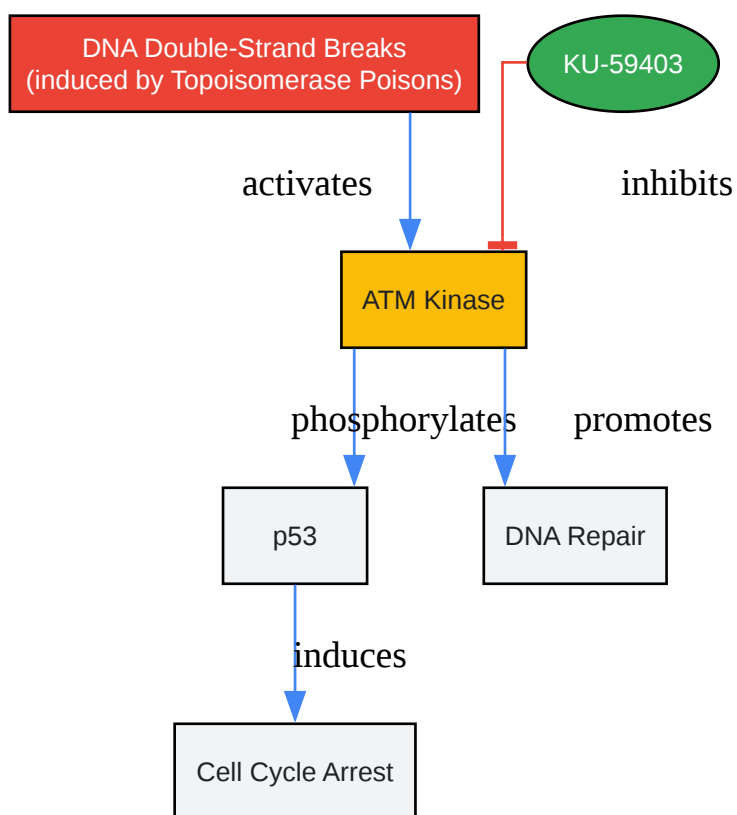 DNA Double-Strand Breaks
(induced by Topoisomerase Poisons)
KU-59403
activates
inhibits
ATM Kinase
phosphorylates
promotes
p53
DNA Repair
induces
Cell Cycle Arrest